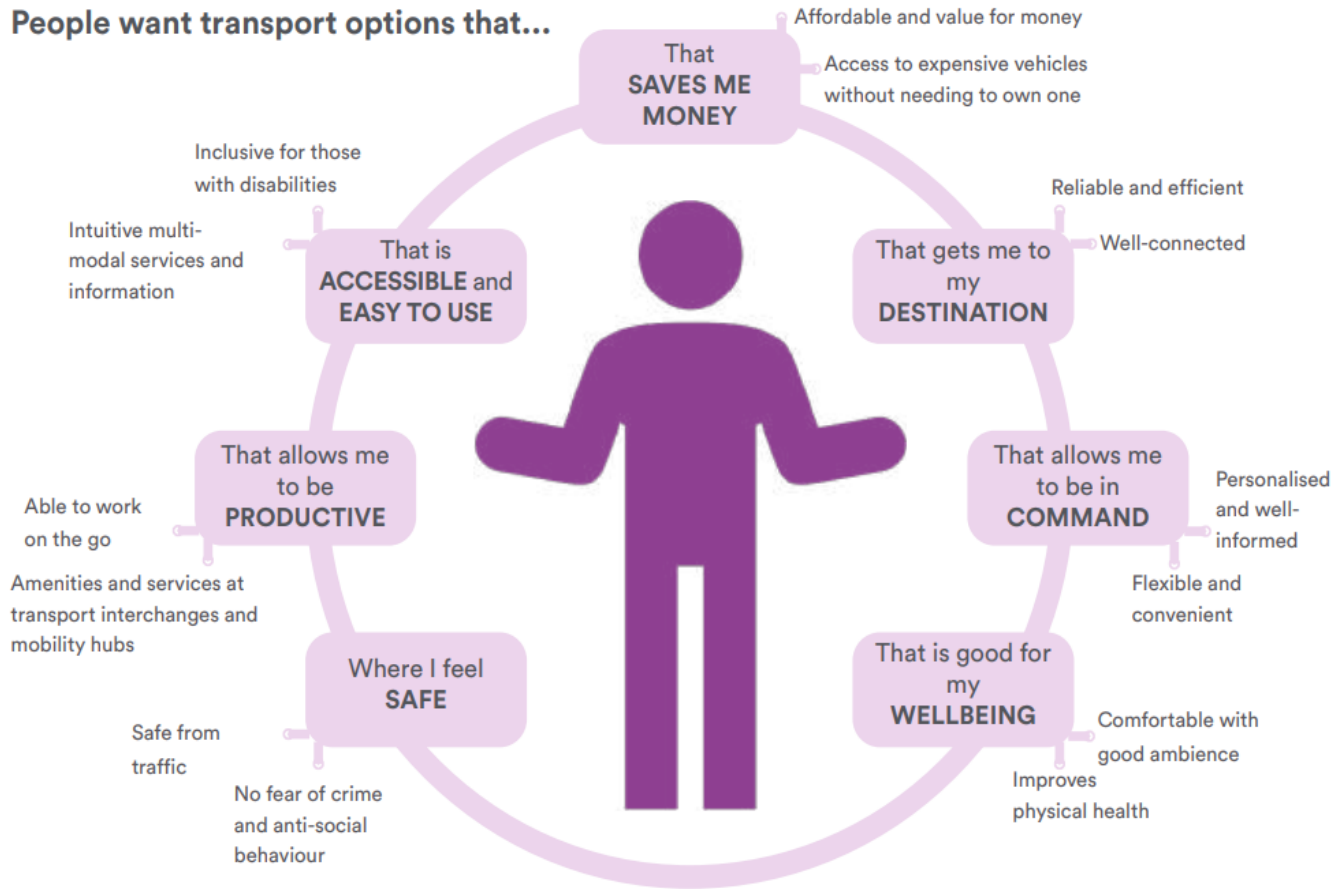 People want transport options that...
That
SAVES ME
MONEY
Affordable and value for money
Access to expensive vehicles
without needing to own one
That gets me to
my
DESTINATION
Reliable and efficient
Well-connected
That allows me
to be in
COMMAND
Personalised
and well-
informed
Flexible and
convenient
That is good for
my
WELLBEING
Comfortable with
good ambience
Improves
physical health
Where I feel
SAFE
Safe from
traffic
No fear of crime
and anti-social
behaviour
That allows me
to be
PRODUCTIVE
Able to work
on the go
Amenities and services at
transport interchanges and
mobility hubs
That is
ACCESSIBLE and
EASY TO USE
Inclusive for those
with disabilities
Intuitive multi-
modal services and
information